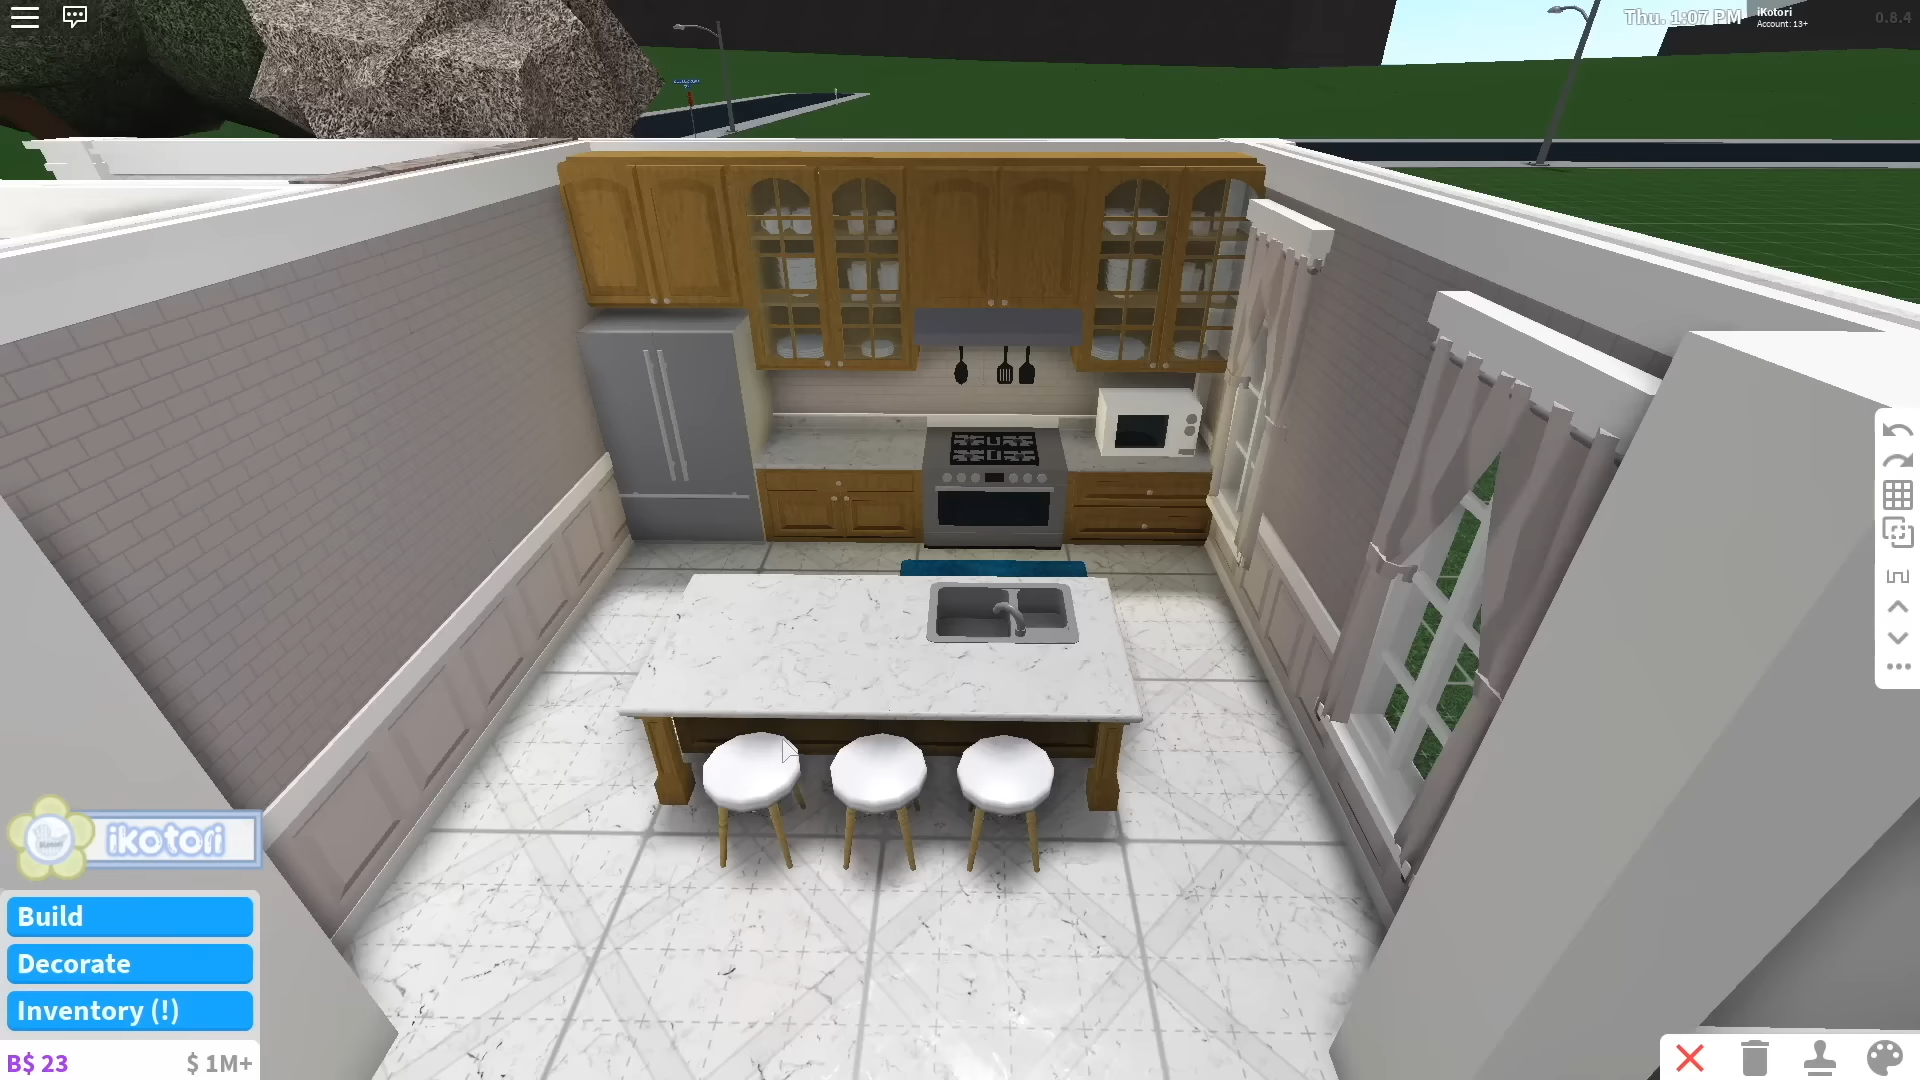 Thu. 1:07 PM
iKotori
Account: 13+
0.8.4
ikotori
Build
Decorate
Inventory (!)
B$ 23
$ 1M+